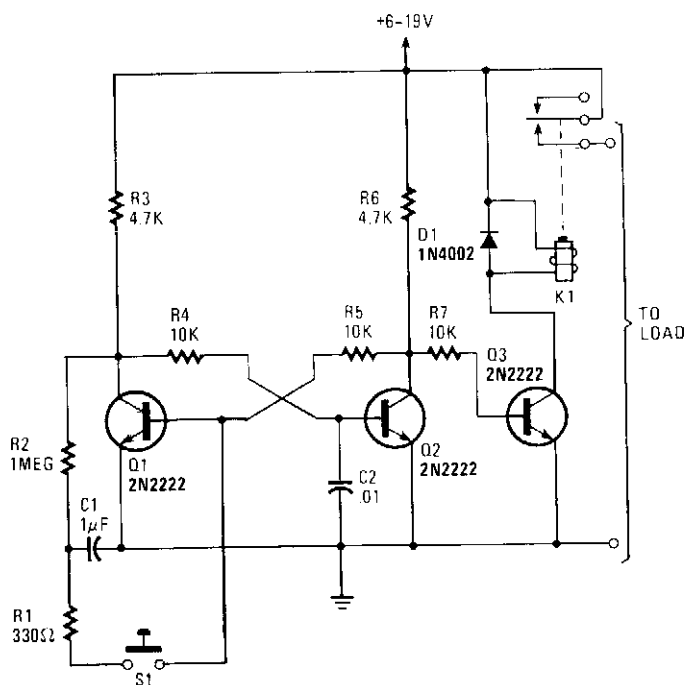 +6-19V
R3
4.7K
R6
4.7K
D1
1N4002
K1
TO
LOAD
R4
10K
R5
10K
R7
10K
Q3
2N2222
R2
1MEG
Q1
2N2222
Q2
2N2222
C2
.01
C1
1µF
R1
330Ω
S1